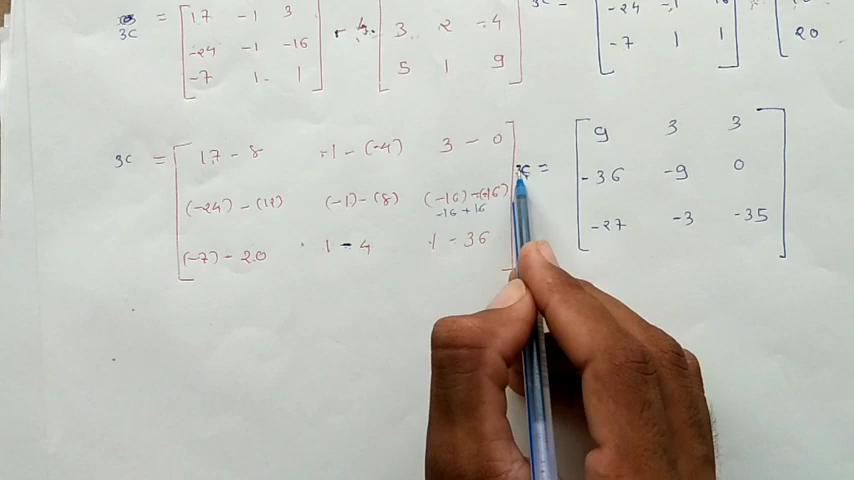 3C = [ 17 -1 3 - 4. [ 3C = [
-24 -1 -16 3 2 -4 -24 -1
-7 1 1 ] 5 1 9 ] -7 1 1 ] [ 20
3C = [ 17 - 8 -1 - (-4) 3 - 0 ] 3C = [ 9 3 3
(-24) - (12) (-1) - (8) (-16) - (-16) -36 -9 0
-16 + 16
(-7) - 20 1 - 4 1 - 36 ] -27 -3 -35 ]